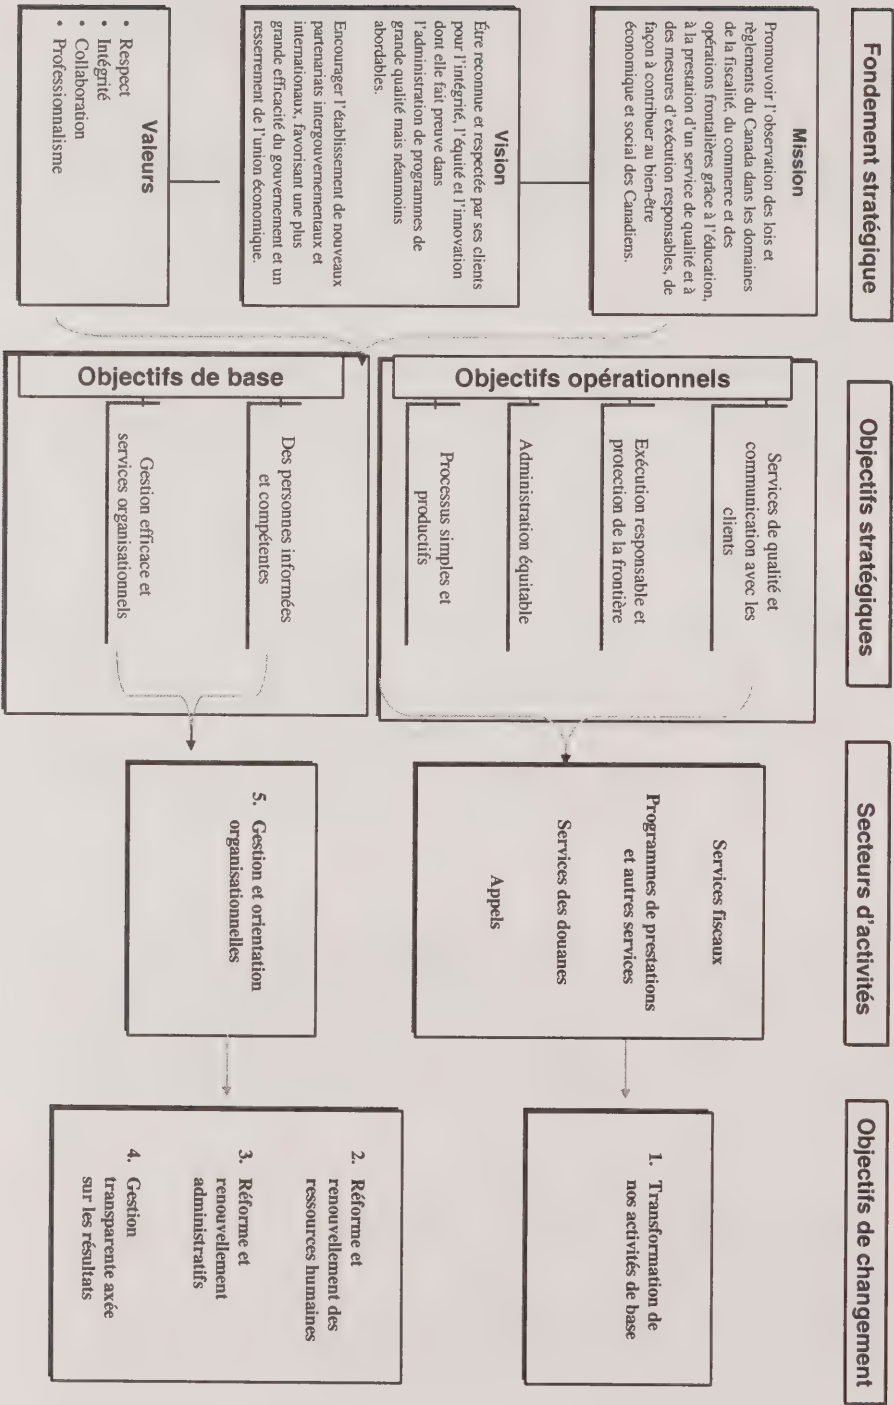 Fondement stratégique
Mission
Promouvoir l'observation des lois et
règlements du Canada dans les domaines
de la fiscalité, du commerce et des
opérations frontalières grâce à l'éducation,
à la prestation d'un service de qualité et à
des mesures d'exécution responsables, de
façon à contribuer au bien-être
économique et social des Canadiens.
Vision
Être reconnue et respectée par ses clients
pour l'intégrité, l'équité et l'innovation
dont elle fait preuve dans
l'administration de programmes de
grande qualité mais néanmoins
abordables.
Encourager l'établissement de nouveaux
partenariats intergouvernementaux et
internationaux, favorisant une plus
grande efficacité du gouvernement et un
resserrement de l'union économique.
Valeurs
• Respect
• Intégrité
• Collaboration
• Professionnalisme
Objectifs stratégiques
Objectifs opérationnels
Services de qualité et
communication avec les
clients
Exécution responsable et
protection de la frontière
Administration équitable
Processus simples et
productifs
Objectifs de base
Des personnes informées
et compétentes
Gestion efficace et
services organisationnels
Secteurs d'activités
Services fiscaux
Programmes de prestations
et autres services
Services des douanes
Appels
5. Gestion et orientation
organisationnelles
Objectifs de changement
1. Transformation de
nos activités de base
2. Réforme et
renouvellement des
ressources humaines
3. Réforme et
renouvellement
administratifs
4. Gestion
transparente axée
sur les résultats